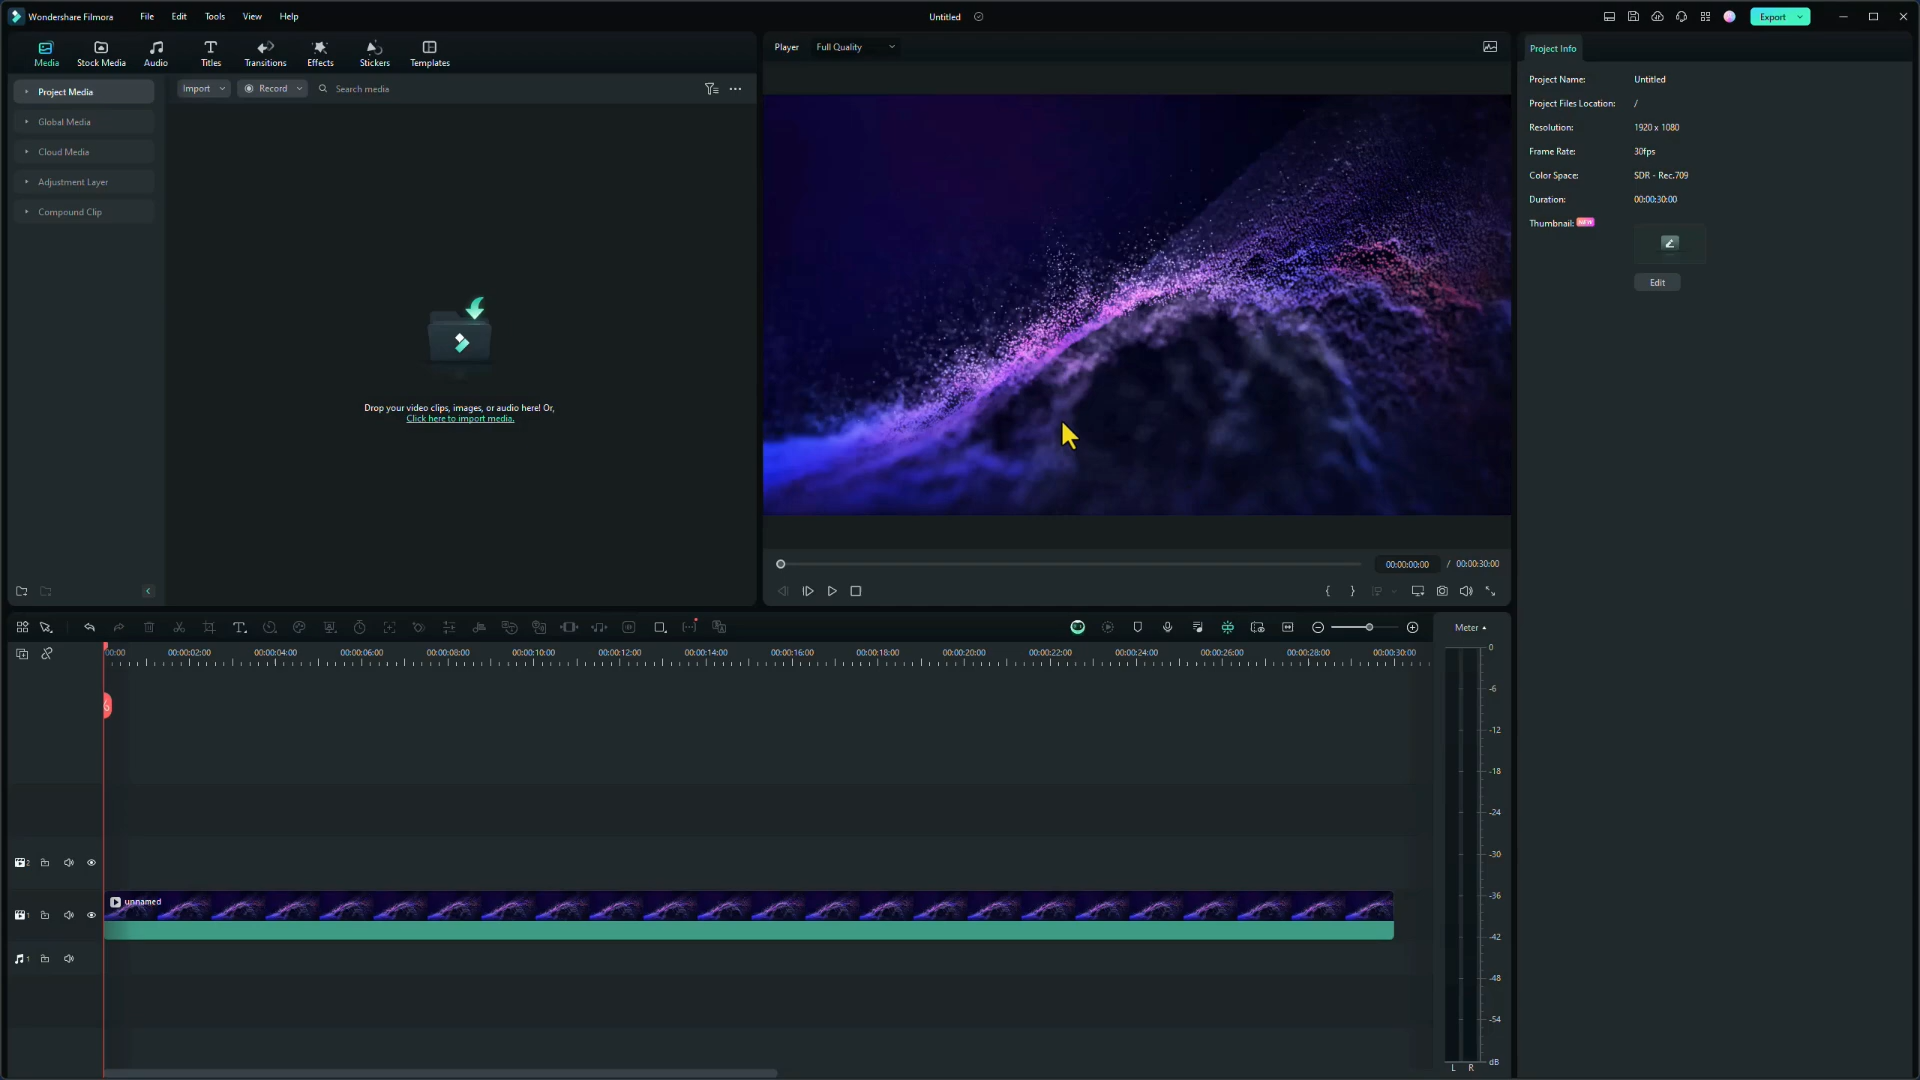 Wondershare Filmora File Edit Tools View Help
Untitled
Export
Media Stock Media Audio Titles Transitions Effects Stickers Templates
Player Full Quality
Project Info
Project Media
Global Media
Cloud Media
Adjustment Layer
Compound Clip
Import Record Search media
Drop your video clips, images, or audio here! Or,
Click here to import media.
Project Name: Untitled
Project Files Location: /
Resolution: 1920 x 1080
Frame Rate: 30fps
Color Space: SDR - Rec.709
Duration: 00:00:30:00
Thumbnail: NEW
Edit
00:00:00:00 / 00:00:30:00
Meter
00:00 00:00:02:00 00:00:04:00 00:00:06:00 00:00:08:00 00:00:10:00 00:00:12:00 00:00:14:00 00:00:16:00 00:00:18:00 00:00:20:00 00:00:22:00 00:00:24:00 00:00:26:00 00:00:28:00 00:00:30:00
2
unnamed
1
1
0
-6
-12
-18
-24
-30
-36
-42
-48
-54
dB
L R